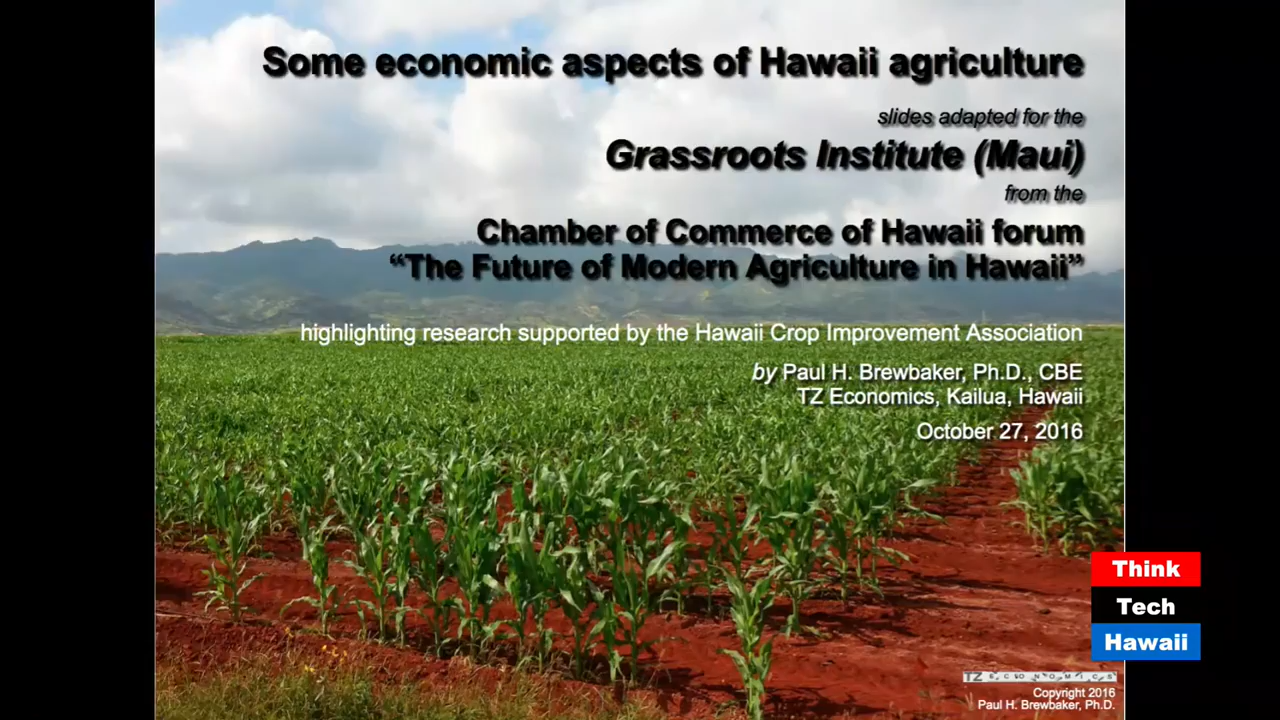 Some economic aspects of Hawaii agriculture
slides adapted for the
Grassroots Institute (Maui)
from the
Chamber of Commerce of Hawaii forum
“The Future of Modern Agriculture in Hawaii”
highlighting research supported by the Hawaii Crop Improvement Association
by Paul H. Brewbaker, Ph.D., CBE
TZ Economics, Kailua, Hawaii
October 27, 2016
Think
Tech
Hawaii
TZ ECONOMICS
Copyright 2016
Paul H. Brewbaker, Ph.D.